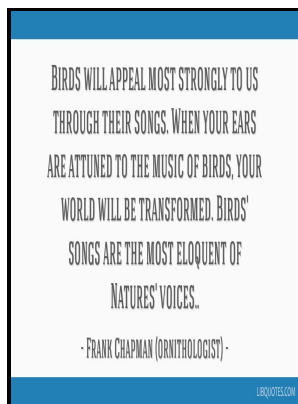 Birds will appeal most strongly to us
through their songs. When your ears
are attuned to the music of birds, your
world will be transformed. Birds'
songs are the most eloquent of
Natures' voices..
- Frank Chapman (ornithologist) -
LIBQUOTES.COM